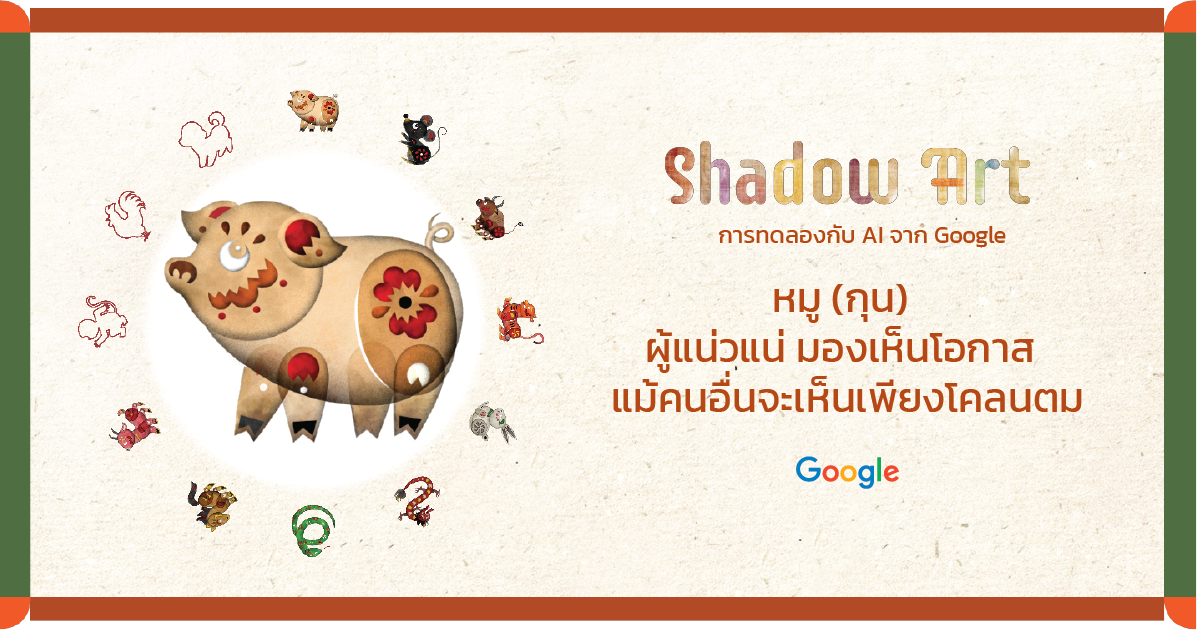 Shadow Art
การทดลองกับ AI จาก Google
หมู (กุน)
ผู้แน่วแน่ มองเห็นโอกาส
แม้คนอื่นจะเห็นเพียงโคลนตม
Google